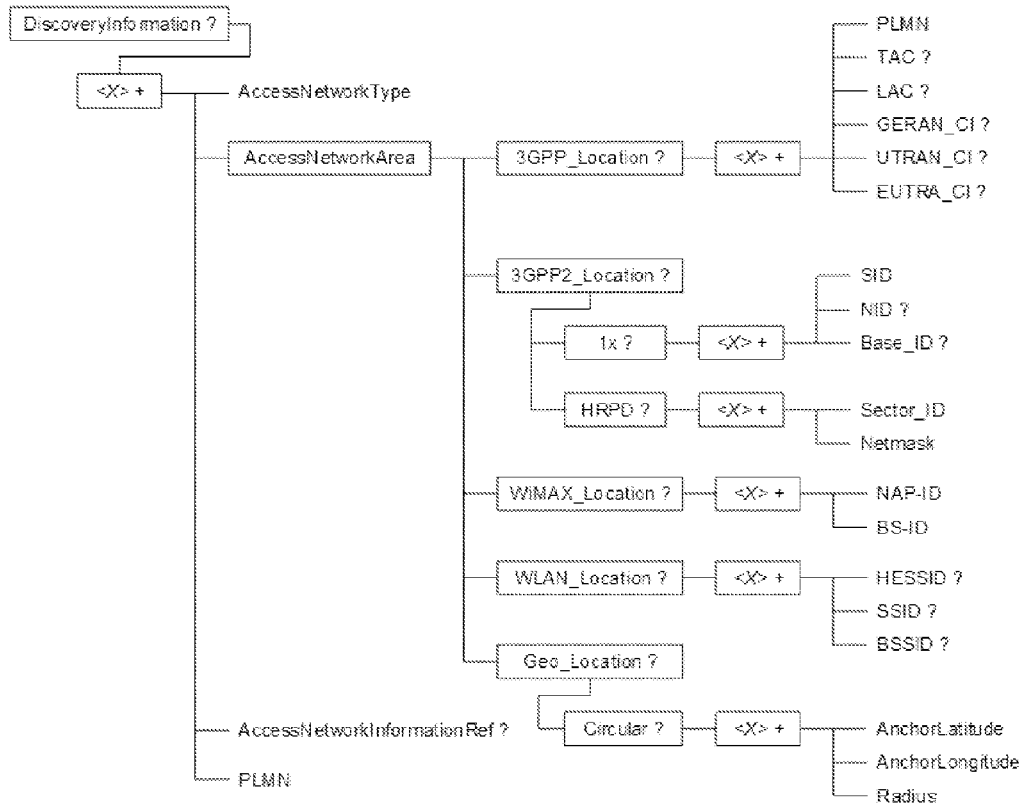 DiscoveryInformation ?
<X> +
AccessNetworkType
AccessNetworkArea
3GPP_Location ?
<X> +
PLMN
TAC ?
LAC ?
GERAN_CI ?
UTRAN_CI ?
EUTRA_CI ?
3GPP2_Location ?
1x ?
<X> +
SID
NID ?
Base_ID ?
HRPD ?
<X> +
Sector_ID
Netmask
WiMAX_Location ?
<X> +
NAP-ID
BS-ID
WLAN_Location ?
<X> +
HESSID ?
SSID ?
BSSID ?
Geo_Location ?
Circular ?
<X> +
AnchorLatitude
AnchorLongitude
Radius
AccessNetworkInformationRef ?
PLMN